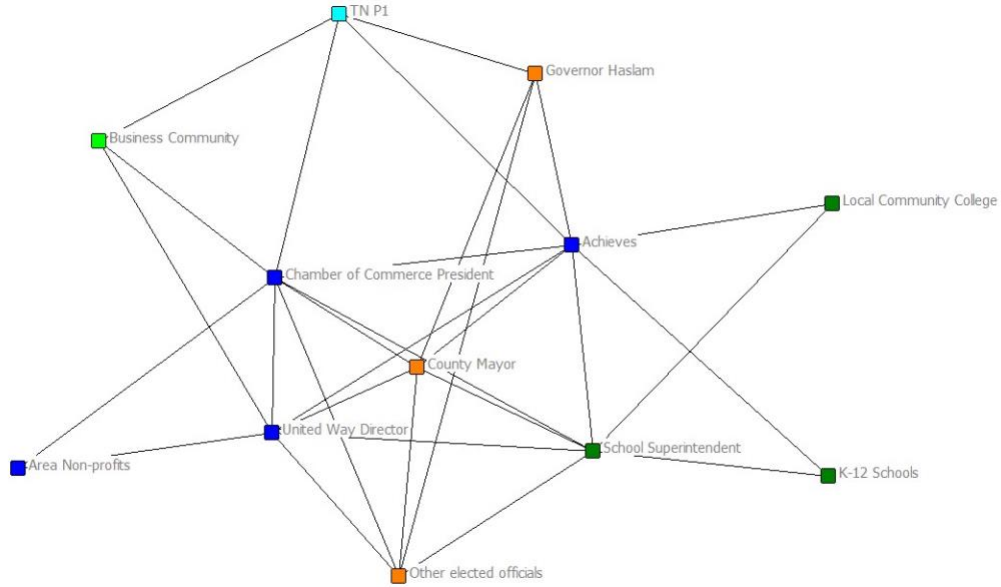 TN P1
Governor Haslam
Business Community
Local Community College
Achieves
Chamber of Commerce President
County Mayor
United Way Director
School Superintendent
Area Non-profits
K-12 Schools
Other elected officials